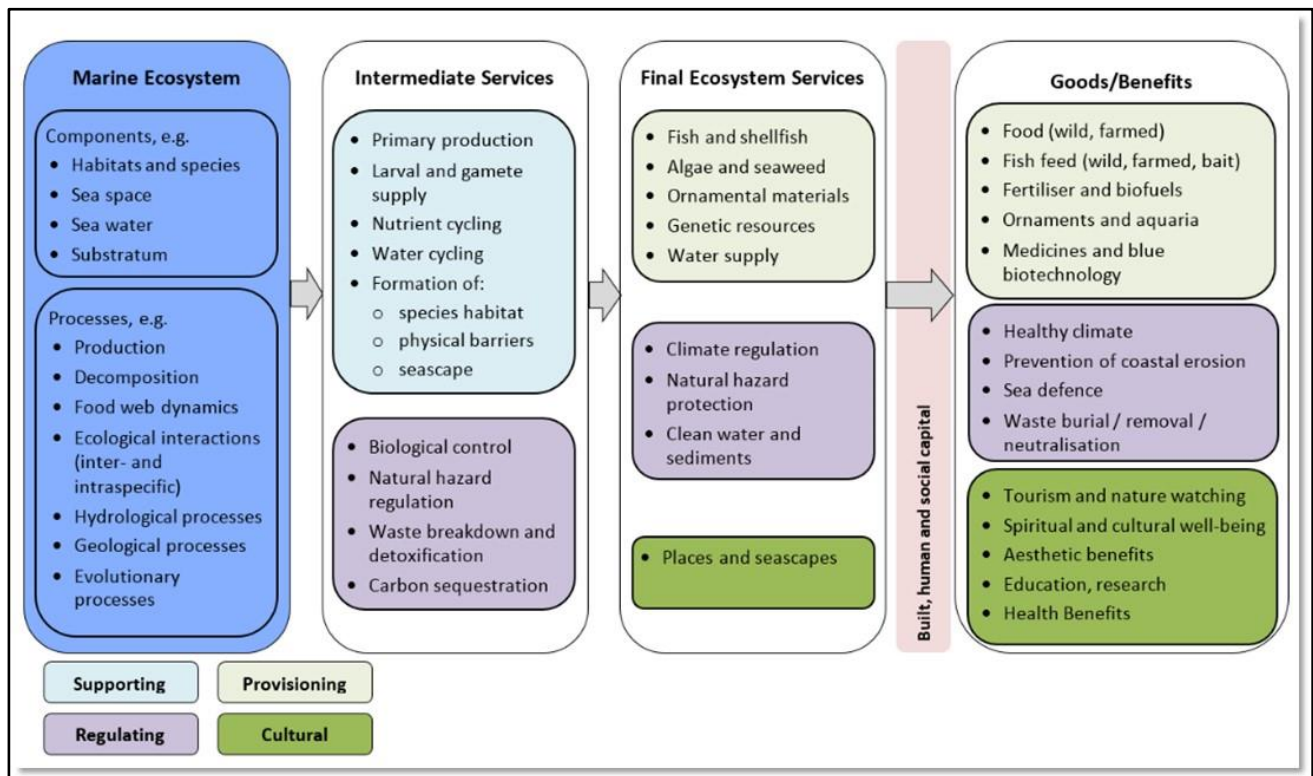 Marine Ecosystem
Components, e.g.
• Habitats and species
• Sea space
• Sea water
• Substratum
Processes, e.g.
• Production
• Decomposition
• Food web dynamics
• Ecological interactions
(inter- and
intraspecific)
• Hydrological processes
• Geological processes
• Evolutionary
processes
Intermediate Services
• Primary production
• Larval and gamete
supply
• Nutrient cycling
• Water cycling
• Formation of:
o species habitat
o physical barriers
o seascape
• Biological control
• Natural hazard
regulation
• Waste breakdown and
detoxification
• Carbon sequestration
Final Ecosystem Services
• Fish and shellfish
• Algae and seaweed
• Ornamental materials
• Genetic resources
• Water supply
• Climate regulation
• Natural hazard
protection
• Clean water and
sediments
• Places and seascapes
Built, human and social capital
Goods/Benefits
• Food (wild, farmed)
• Fish feed (wild, farmed, bait)
• Fertiliser and biofuels
• Ornaments and aquaria
• Medicines and blue
biotechnology
• Healthy climate
• Prevention of coastal erosion
• Sea defence
• Waste burial / removal /
neutralisation
• Tourism and nature watching
• Spiritual and cultural well-being
• Aesthetic benefits
• Education, research
• Health Benefits
Supporting
Provisioning
Regulating
Cultural